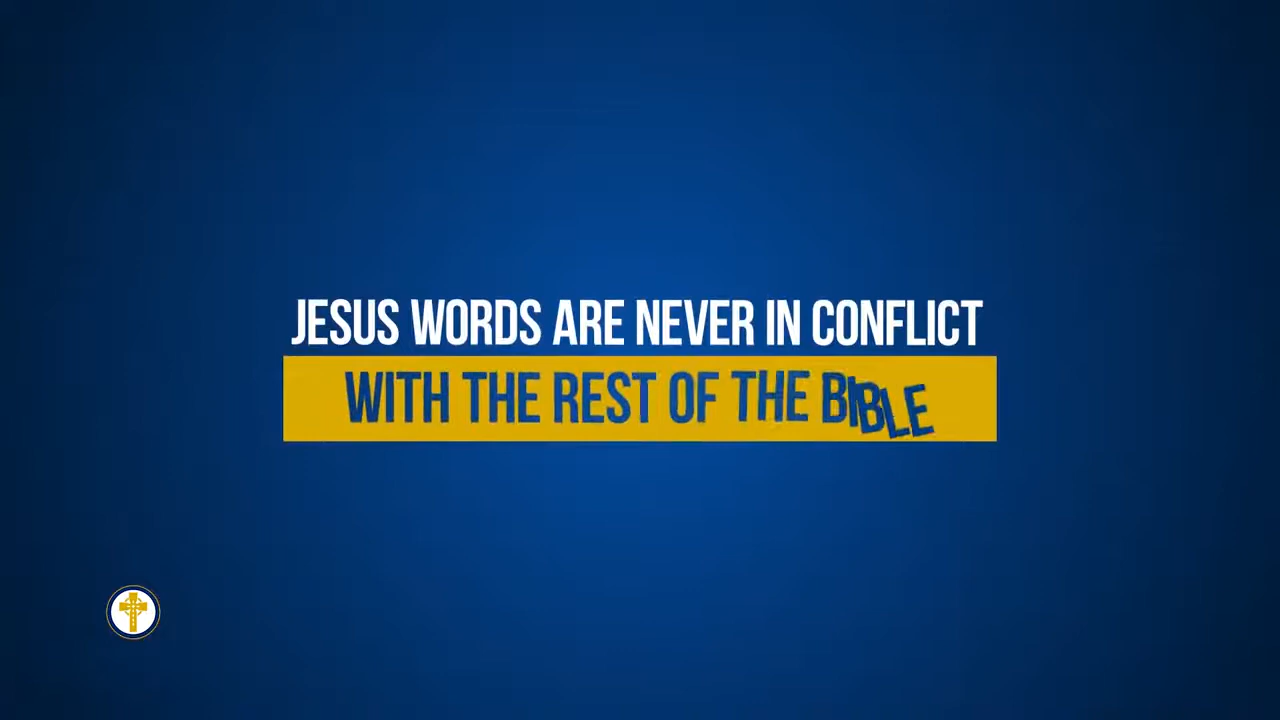 JESUS WORDS ARE NEVER IN CONFLICT
WITH THE REST OF THE BIBLE